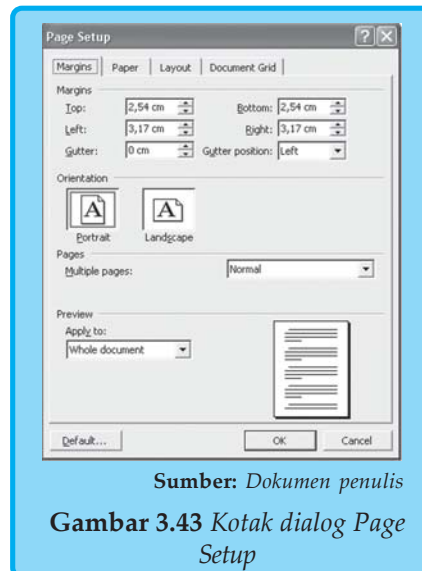 Page Setup
Margins Paper Layout Document Grid
Margins
Top: 2,54 cm Bottom: 2,54 cm
Left: 3,17 cm Right: 3,17 cm
Gutter: 0 cm Gutter position: Left
Orientation
A A
Portrait Landscape
Pages
Multiple pages: Normal
Preview
Apply to:
Whole document
Default... OK Cancel
Sumber: Dokumen penulis
Gambar 3.43 Kotak dialog Page
Setup